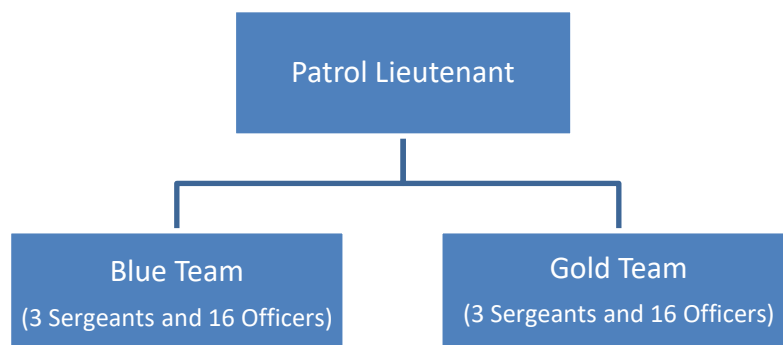 Patrol Lieutenant
Blue Team
(3 Sergeants and 16 Officers)
Gold Team
(3 Sergeants and 16 Officers)